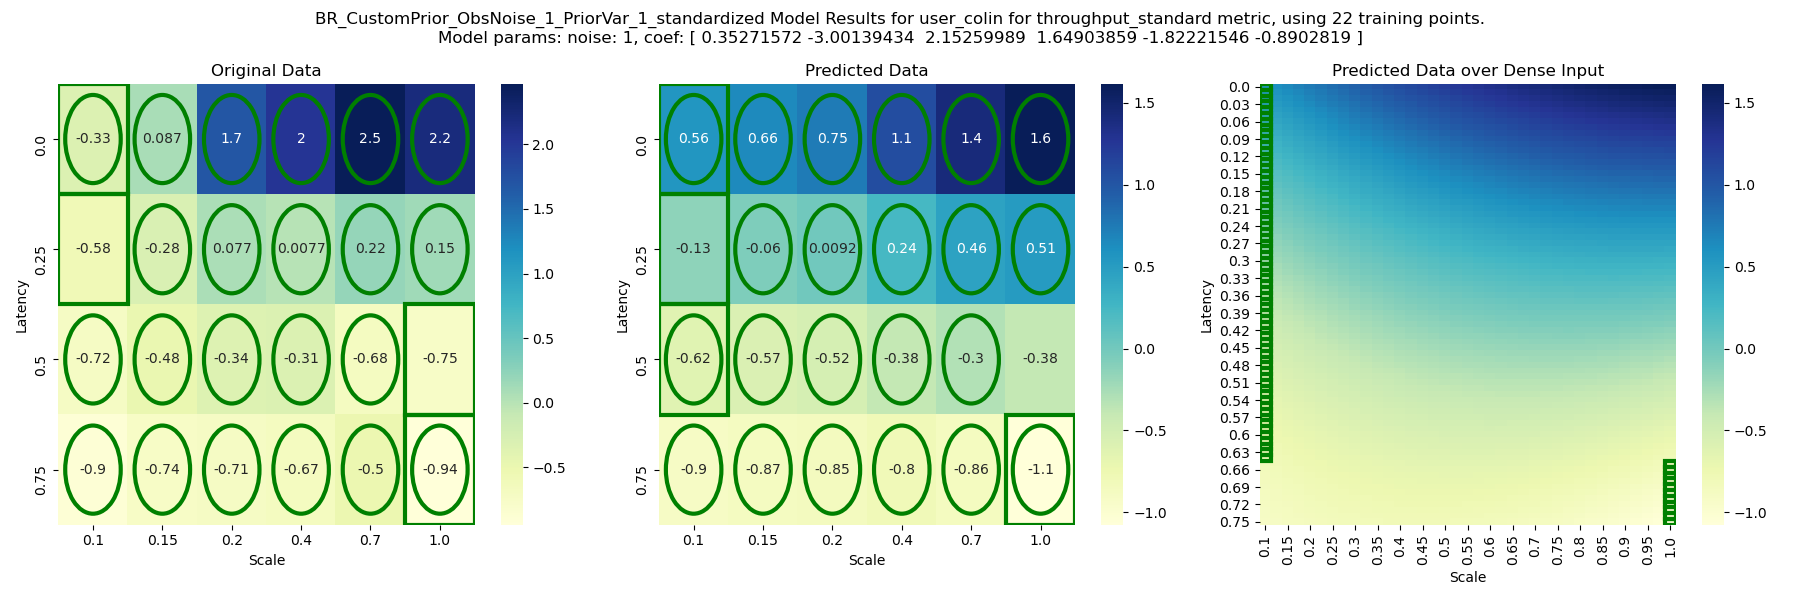 BR_CustomPrior_ObsNoise_1_PriorVar_1_standardized Model Results for user_colin for throughput_standard metric, using 22 training points.
Model params: noise: 1, coef: [ 0.35271572 -3.00139434  2.15259989  1.64903859 -1.82221546 -0.8902819 ]
Original Data
0.0
-0.33 0.087 1.7 2 2.5 2.2
0.25
-0.58 -0.28 0.077 0.0077 0.22 0.15
0.5
-0.72 -0.48 -0.34 -0.31 -0.68 -0.75
0.75
-0.9 -0.74 -0.71 -0.67 -0.5 -0.94
Latency
0.1 0.15 0.2 0.4 0.7 1.0
Scale
2.0
1.5
1.0
0.5
0.0
−0.5
Predicted Data
0.0
0.56 0.66 0.75 1.1 1.4 1.6
0.25
-0.13 -0.06 0.0092 0.24 0.46 0.51
0.5
-0.62 -0.57 -0.52 -0.38 -0.3 -0.38
0.75
-0.9 -0.87 -0.85 -0.8 -0.86 -1.1
Latency
0.1 0.15 0.2 0.4 0.7 1.0
Scale
1.5
1.0
0.5
0.0
−0.5
−1.0
Predicted Data over Dense Input
0.0
0.03
0.06
0.09
0.12
0.15
0.18
0.21
0.24
0.27
0.3
0.33
0.36
0.39
0.42
0.45
0.48
0.51
0.54
0.57
0.6
0.63
0.66
0.69
0.72
0.75
Latency
0.1 0.15 0.2 0.25 0.3 0.35 0.4 0.45 0.5 0.55 0.6 0.65 0.7 0.75 0.8 0.85 0.9 0.95 1.0
Scale
1.5
1.0
0.5
0.0
−0.5
−1.0